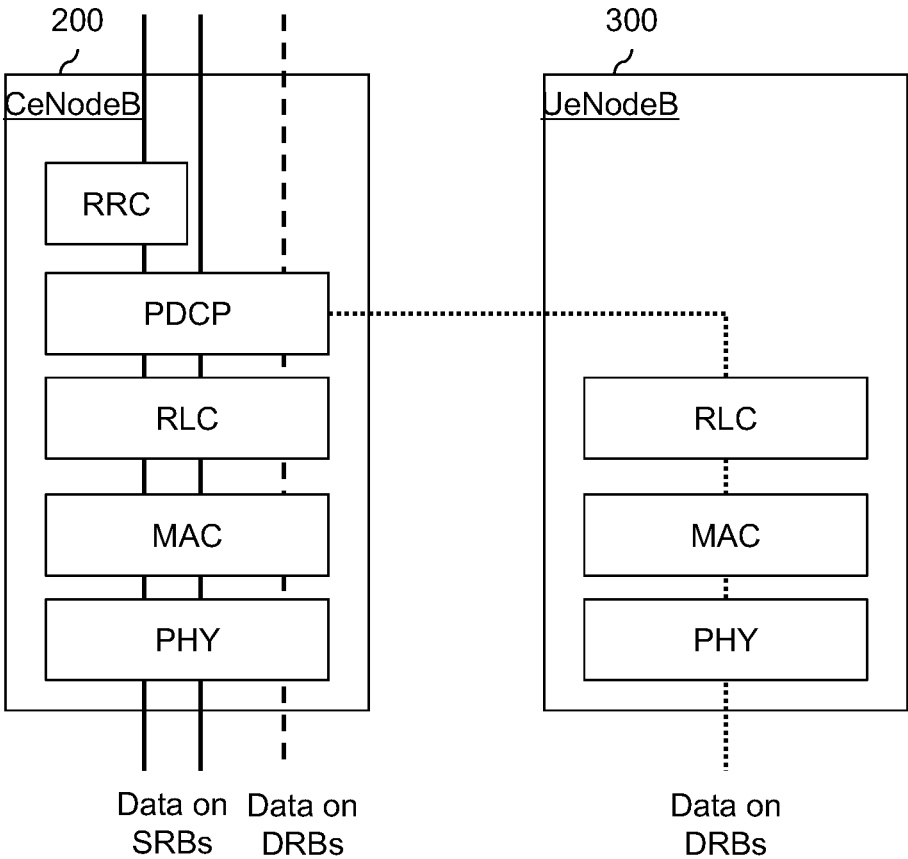 200
300
CeNodeB
UeNodeB
RRC
PDCP
RLC
RLC
MAC
MAC
PHY
PHY
Data on
SRBs
Data on
DRBs
Data on
DRBs